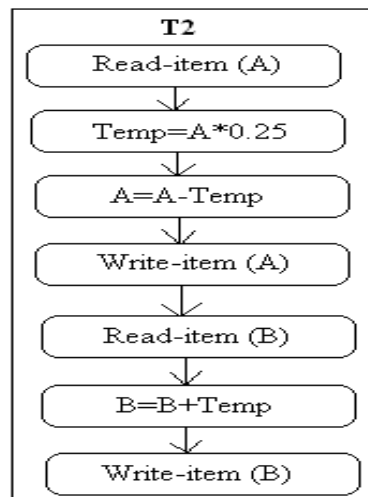 T2
Read-item (A)
Temp=A*0.25
A=A-Temp
Write-item (A)
Read-item (B)
B=B+Temp
Write-item (B)